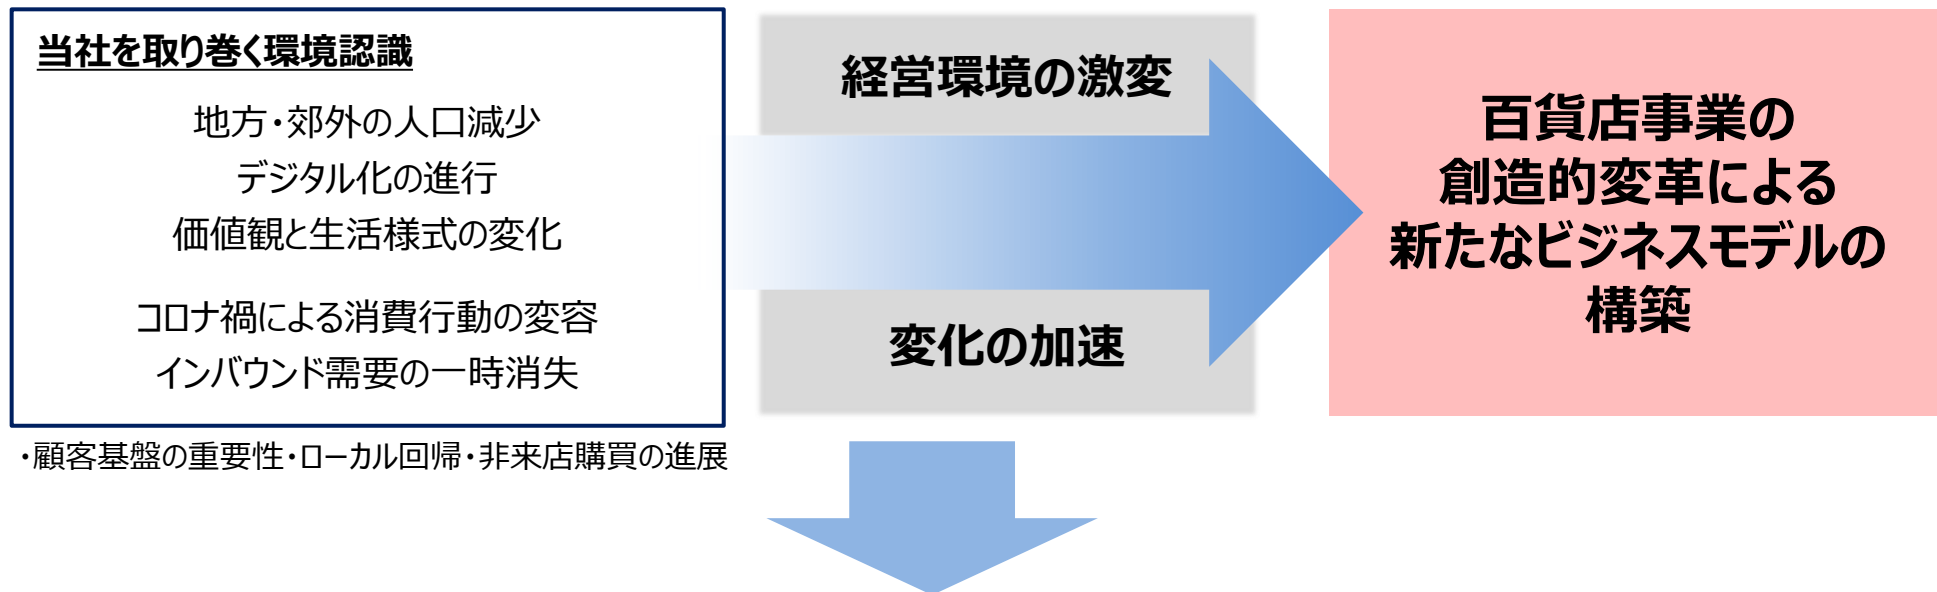 当社を取り巻く環境認識
地方・郊外の人口減少
デジタル化の進行
価値観と生活様式の変化
コロナ禍による消費行動の変容
インバウンド需要の一時消失
・顧客基盤の重要性・ローカル回帰・非来店購買の進展
経営環境の激変
変化の加速
百貨店事業の
創造的変革による
新たなビジネスモデルの
構築